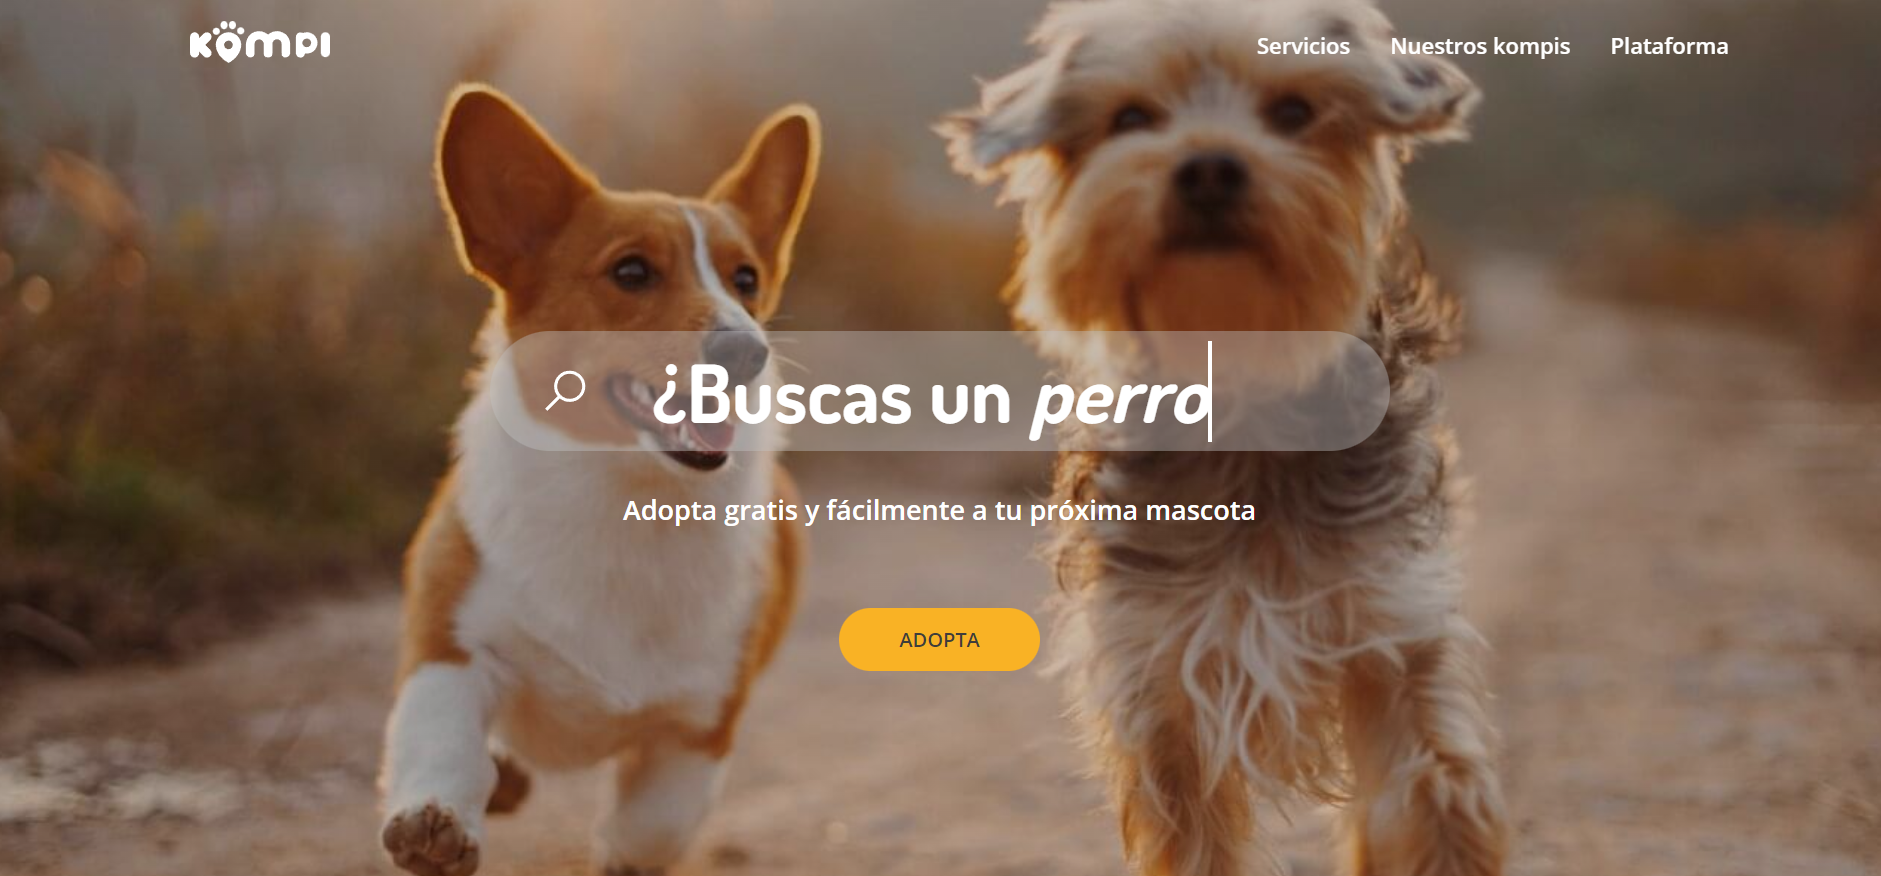 KOMPI
Servicios Nuestros kompis Plataforma
¿Buscas un perro
Adopta gratis y fácilmente a tu próxima mascota
ADOPTA